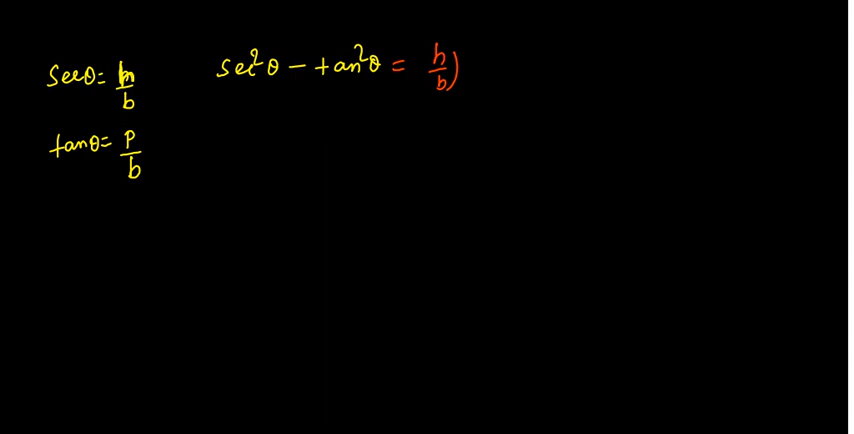 secθ = h/b
sec²θ - tan²θ = h/b)
tanθ = p/b